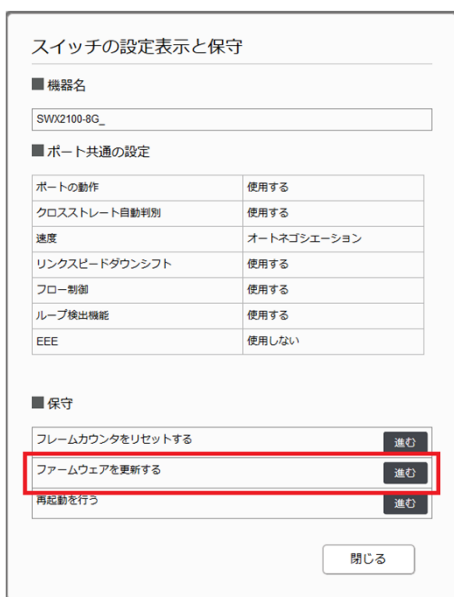 スイッチの設定表示と保守
■ 機器名
SWX2100-8G_
■ ポート共通の設定
ポートの動作 使用する
クロスストレート自動判別 使用する
速度 オートネゴシエーション
リンクスピードダウンシフト 使用する
フロー制御 使用する
ループ検出機能 使用する
EEE 使用しない
■ 保守
フレームカウンタをリセットする 進む
ファームウェアを更新する 進む
再起動を行う 進む
閉じる